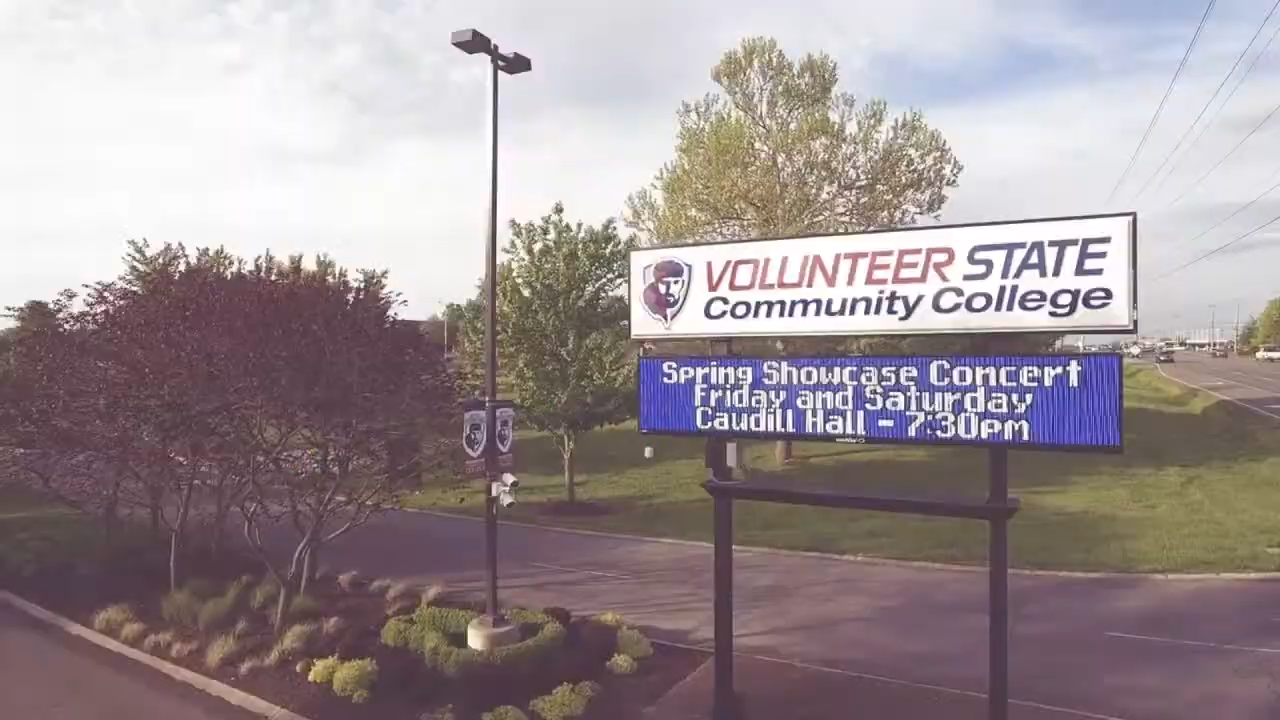 VOLUNTEER STATE
Community College
Spring Showcase Concert
Friday and Saturday
Caudill Hall - 7:30pm